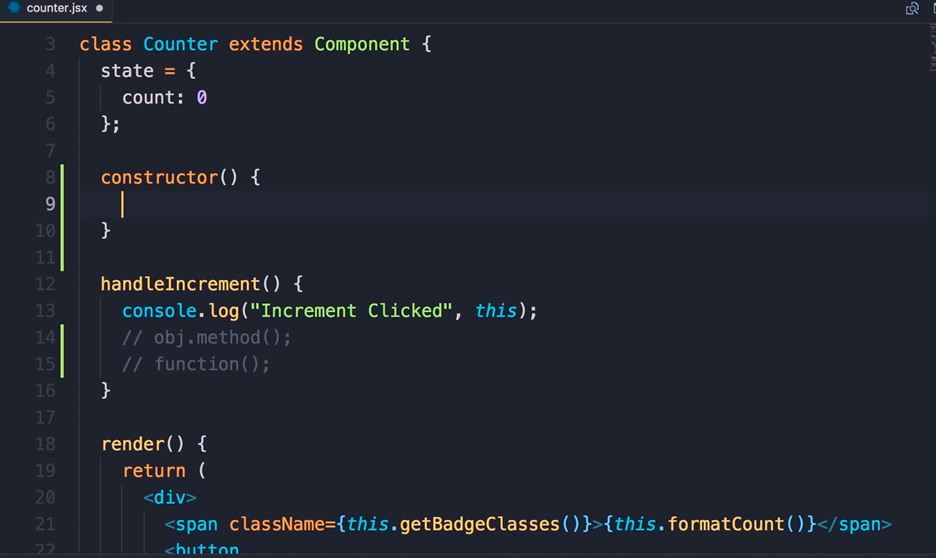 counter.jsx
3 class Counter extends Component {
4 state = {
5 count: 0
6 };
7
8 constructor() {
9
10 }
11
12 handleIncrement() {
13 console.log("Increment Clicked", this);
14 // obj.method();
15 // function();
16 }
17
18 render() {
19 return (
20 <div>
21 <span className={this.getBadgeClasses()}>{this.formatCount()}</span>
22 <button